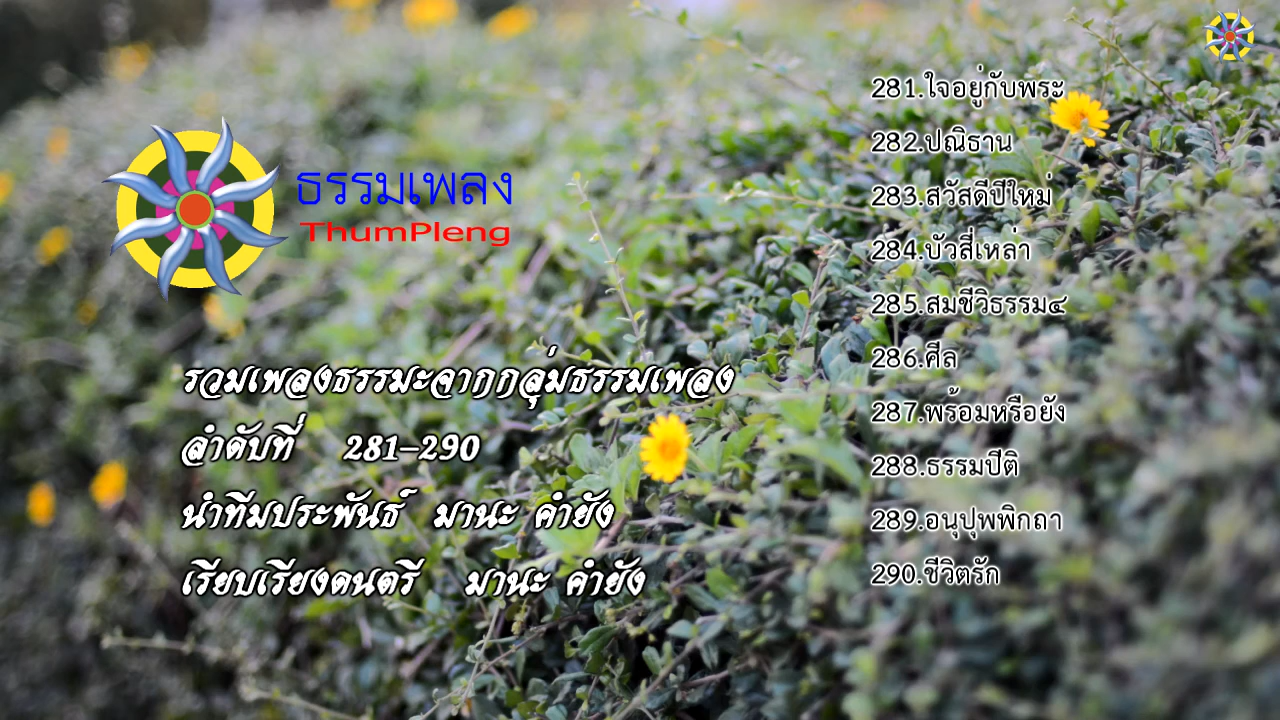 ธรรมเพลง
ThumPleng
รวมเพลงธรรมะจากกลุ่มธรรมเพลง
ลำดับที่ 281-290
นำทีมประพันธ์ มานะ คำยัง
เรียบเรียงดนตรี มานะ คำยัง
281.ใจอยู่กับพระ
282.ปณิธาน
283.สวัสดีปีใหม่
284.บัวสี่เหล่า
285.สมชีวิธรรม๔
286.ศีล
287.พร้อมหรือยัง
288.ธรรมปีติ
289.อนุปุพพิกถา
290.ชีวิตรัก